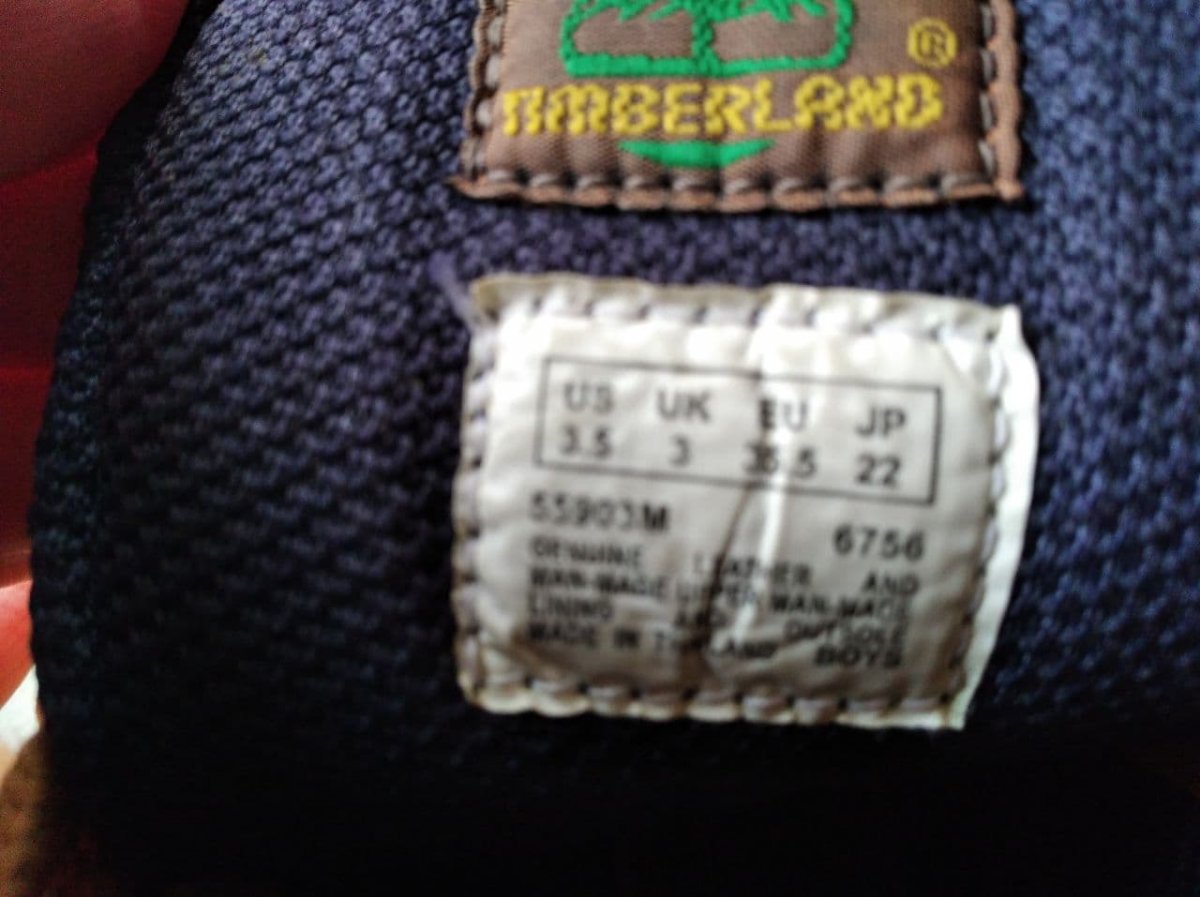 ®
TIMBERLAND
US UK EU JP
3.5 3 35.5 22
55903M 6756
GENUINE LEATHER AND
MAN-MADE UPPER MAN-MADE
LINING AND OUTSOLE
MADE IN THAILAND BOYS